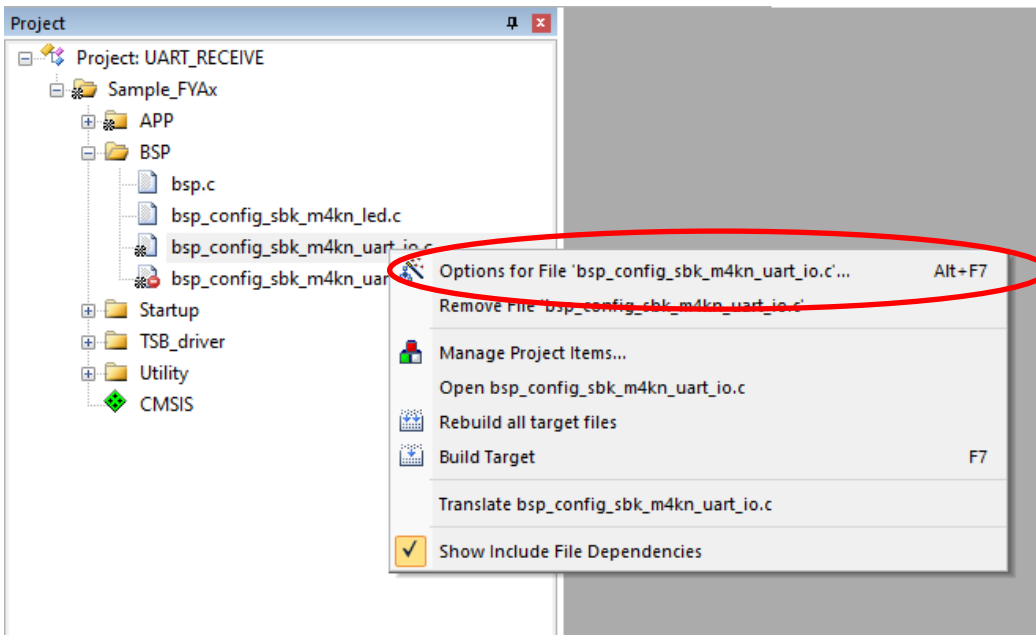 Project
Project: UART_RECEIVE
Sample_FYAx
APP
BSP
bsp.c
bsp_config_sbk_m4kn_led.c
bsp_config_sbk_m4kn_uart_io.c
bsp_config_sbk_m4kn_uar
Startup
TSB_driver
Utility
CMSIS
Options for File 'bsp_config_sbk_m4kn_uart_io.c'... Alt+F7
Remove File 'bsp_config_sbk_m4kn_uart_io.c'
Manage Project Items...
Open bsp_config_sbk_m4kn_uart_io.c
Rebuild all target files
Build Target F7
Translate bsp_config_sbk_m4kn_uart_io.c
Show Include File Dependencies